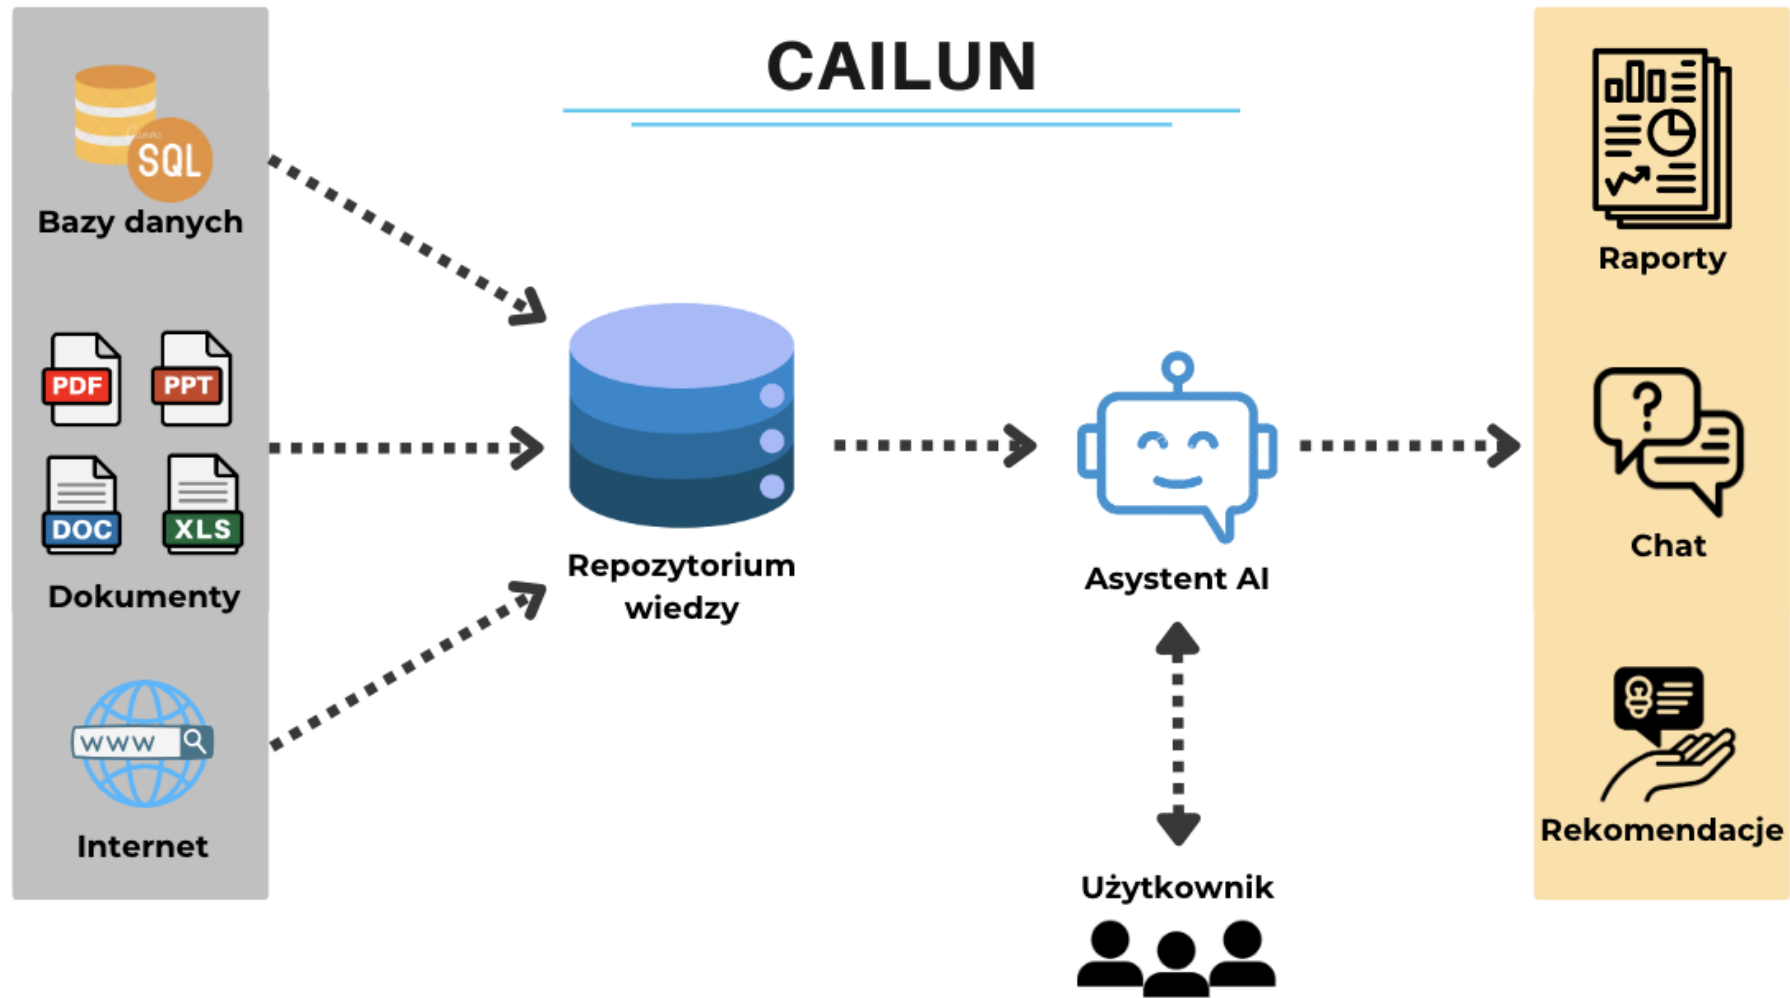 CAILUN
SQL
Bazy danych
PDF
PPT
DOC
XLS
Dokumenty
www
Internet
Repozytorium
wiedzy
Asystent AI
Użytkownik
Raporty
?
Chat
Rekomendacje